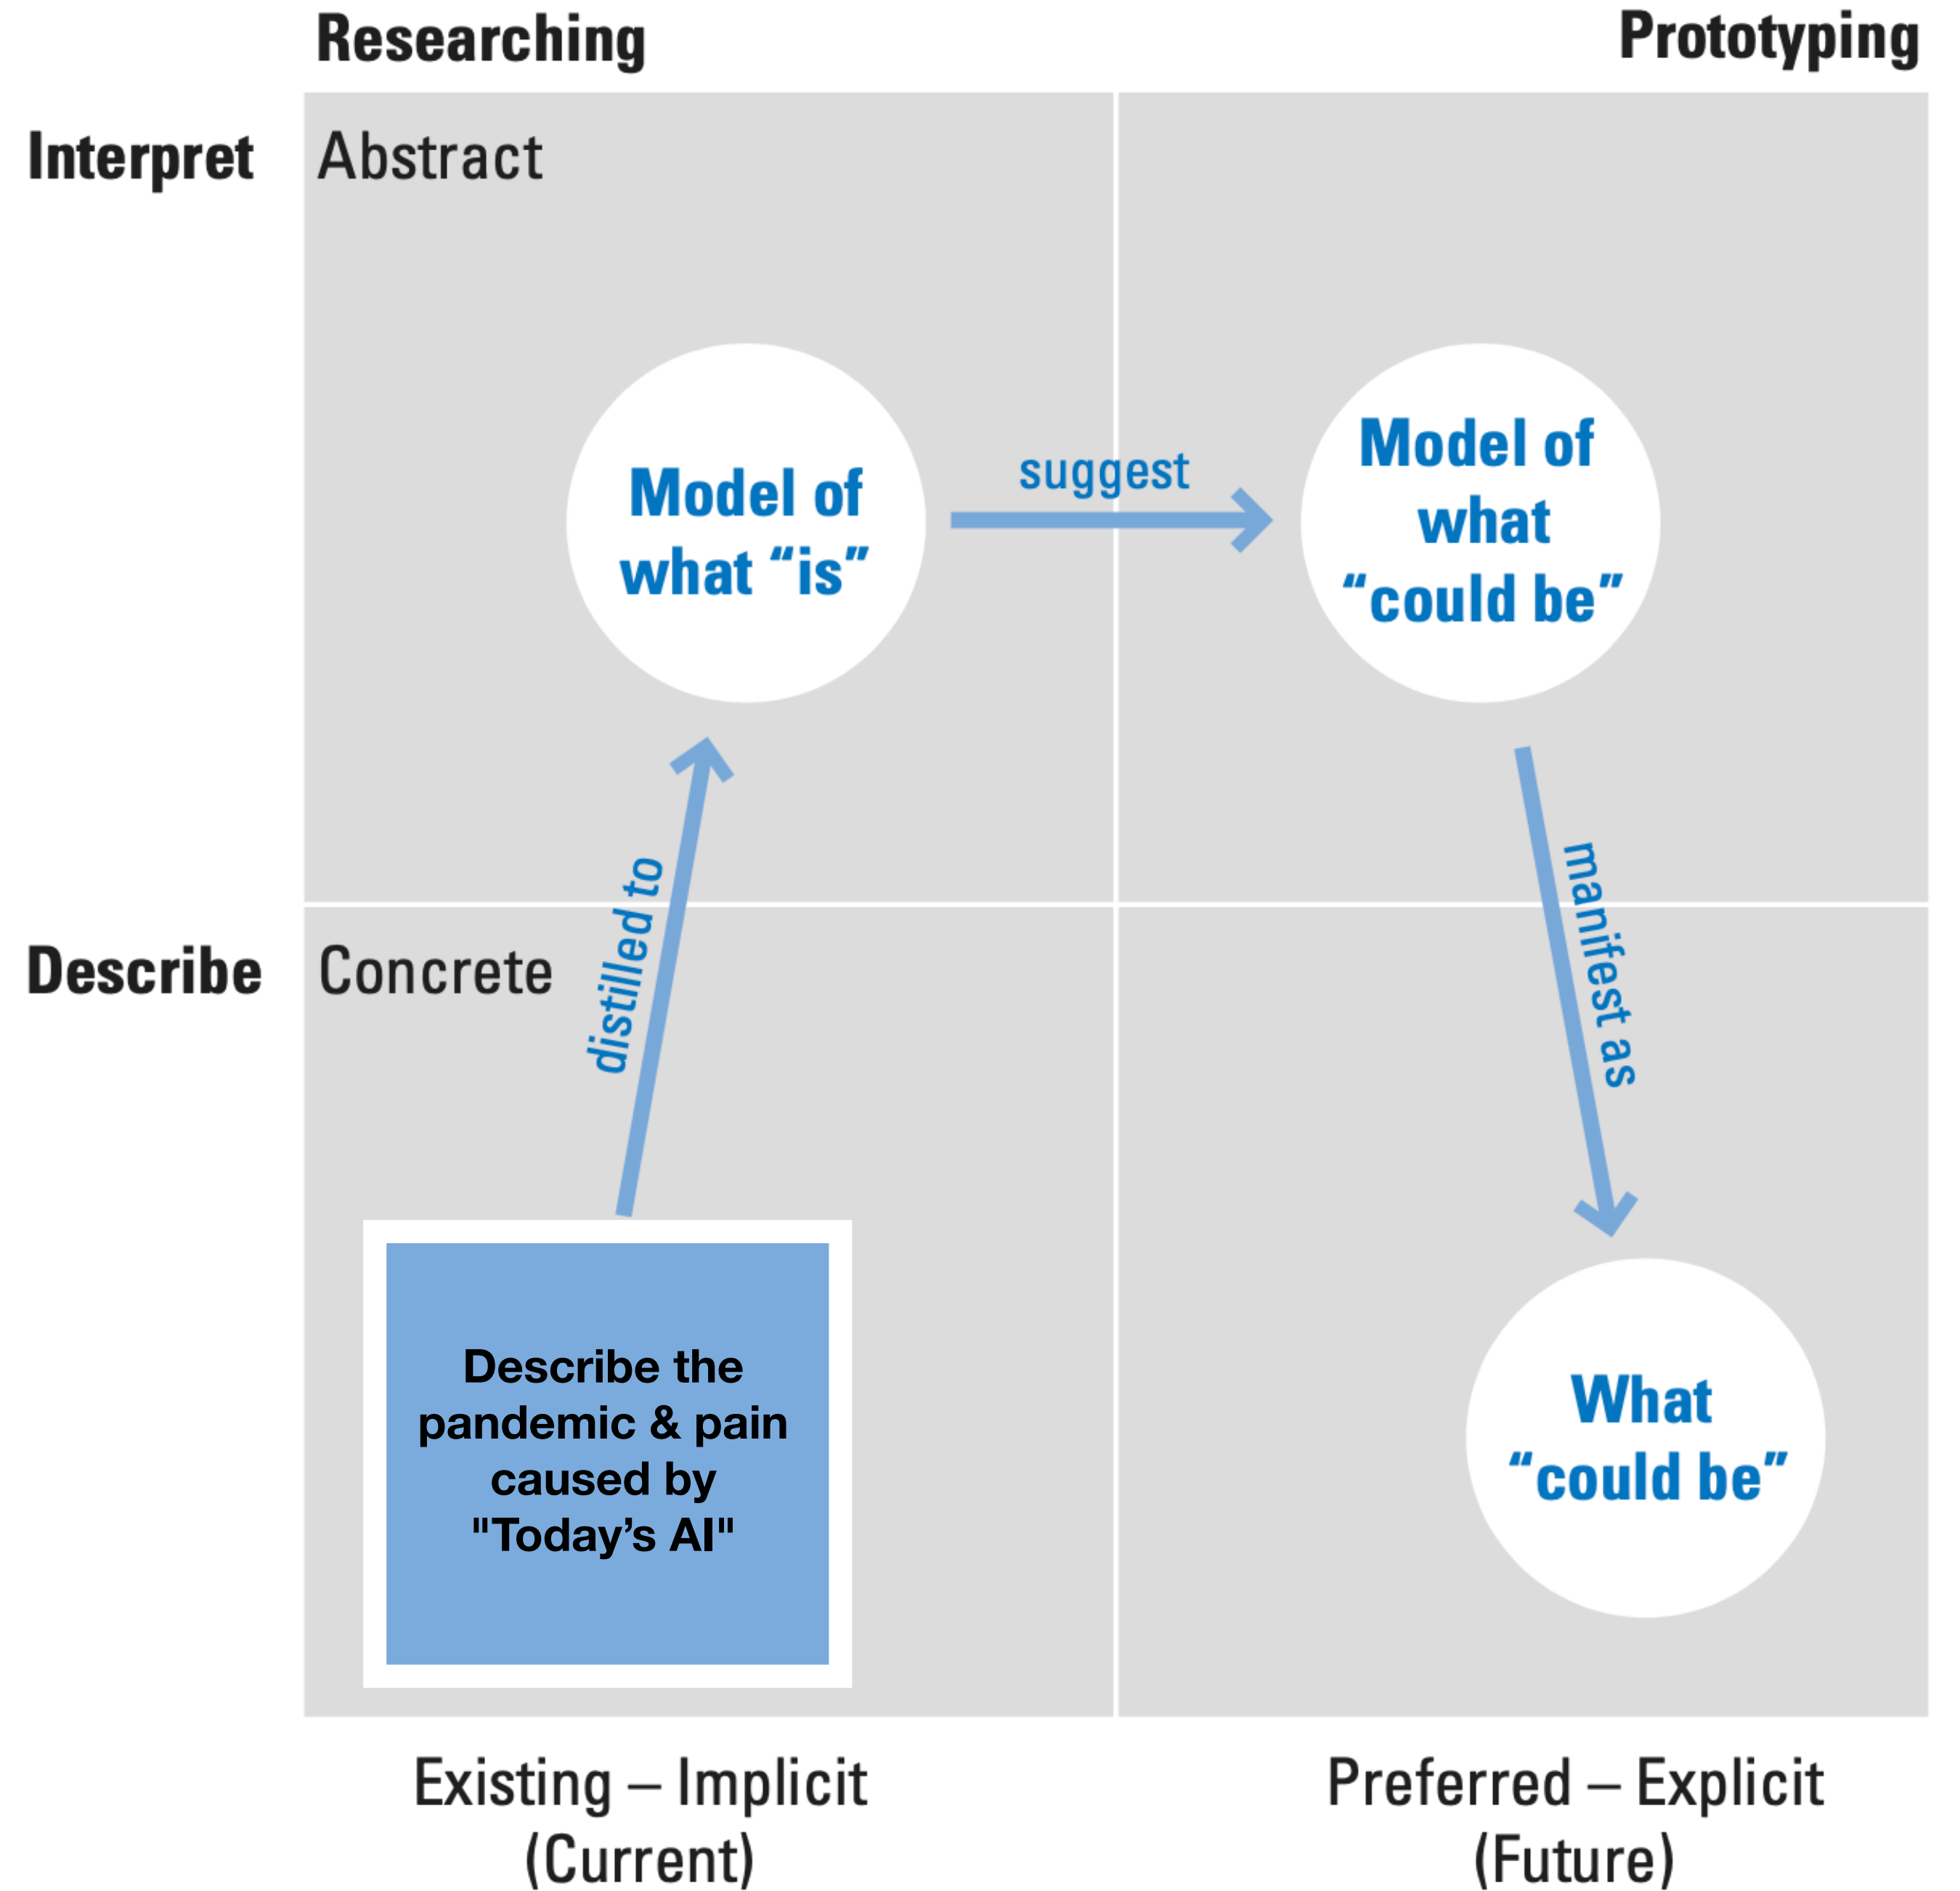 Researching
Prototyping
Interpret
Abstract
Model of
what “is”
suggest
Model of
what
“could be”
distilled to
manifest as
Describe
Concrete
Describe the
pandemic & pain
caused by
"Today’s AI"
What
“could be”
Existing – Implicit
(Current)
Preferred – Explicit
(Future)